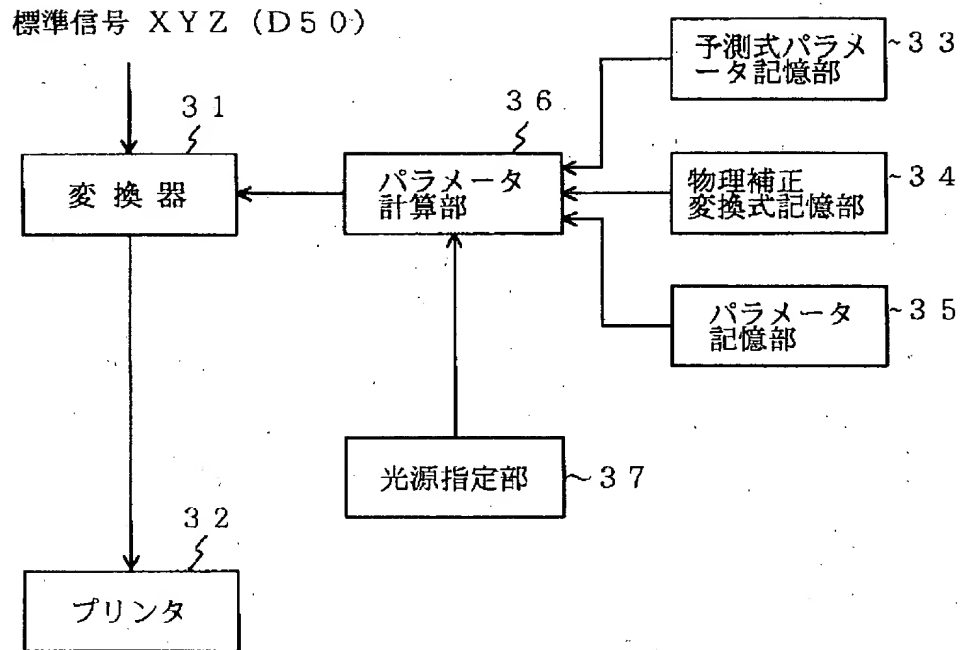 標準信号 ＸＹＺ（Ｄ５０）
予測式パラメ
ータ記憶部
~３３
３１
３６
変換器
パラメータ
計算部
物理補正
変換式記憶部
~３４
パラメータ
記憶部
~３５
光源指定部
~３７
３２
プリンタ